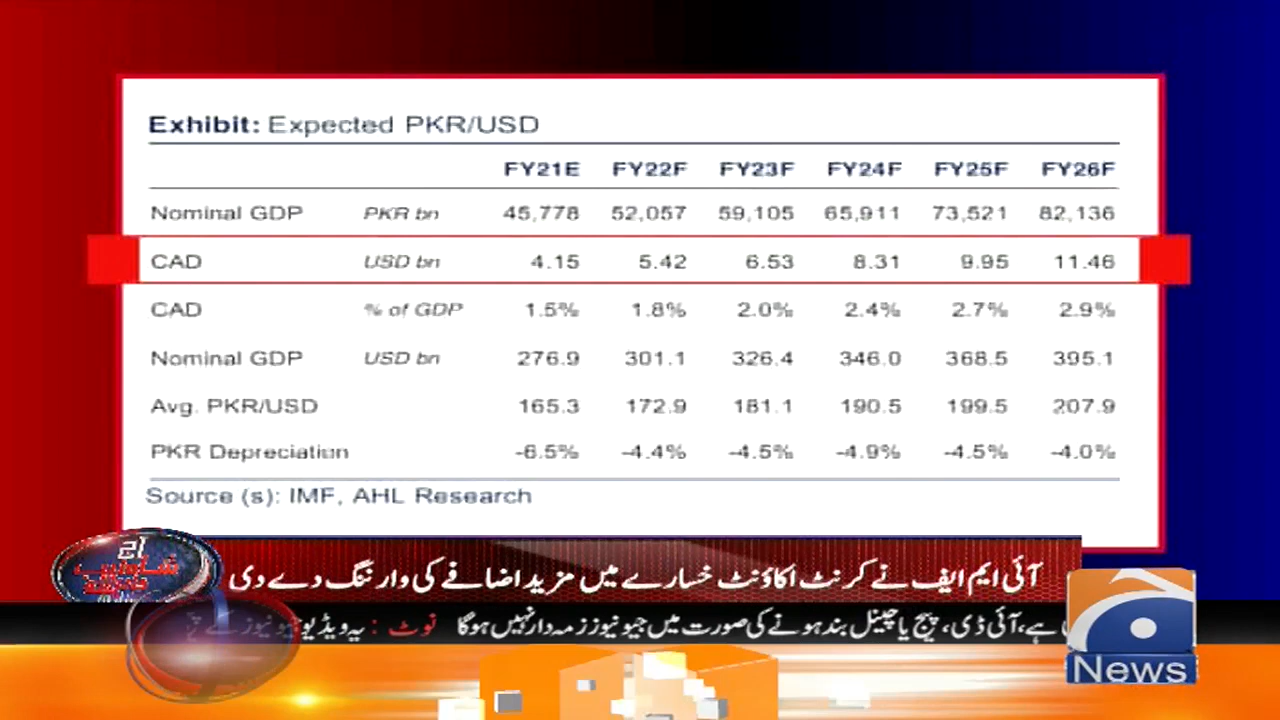 Exhibit: Expected PKR/USD
FY21E FY22F FY23F FY24F FY25F FY26F
Nominal GDP PKR bn 45,778 52,057 59,105 65,911 73,521 82,136
CAD USD bn 4.15 5.42 6.53 8.31 9.95 11.46
CAD % of GDP 1.5% 1.8% 2.0% 2.4% 2.7% 2.9%
Nominal GDP USD bn 276.9 301.1 326.4 346.0 368.5 395.1
Avg. PKR/USD 165.3 172.9 181.1 190.5 199.5 207.9
PKR Depreciation -6.5% -4.4% -4.5% -4.9% -4.5% -4.0%
Source (s): IMF, AHL Research
آج
شاہزیب
آئی ایم ایف نے کرنٹ اکاؤنٹ خسارے میں مزید اضافے کی وارننگ دے دی
ہے، آئی ڈی، پیج یا چینل بند ہونے کی صورت میں جیو نیوز زمہ دار نہیں ہوگا نوٹ : یہ ویڈیو جیو نیوز نے
News